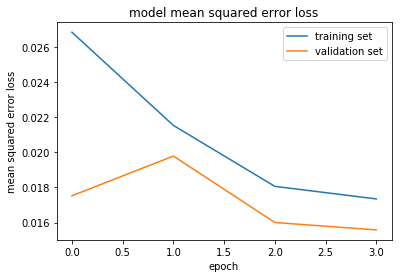 model mean squared error loss
training set
validation set
mean squared error loss
0.026
0.024
0.022
0.020
0.018
0.016
0.0 0.5 1.0 1.5 2.0 2.5 3.0
epoch